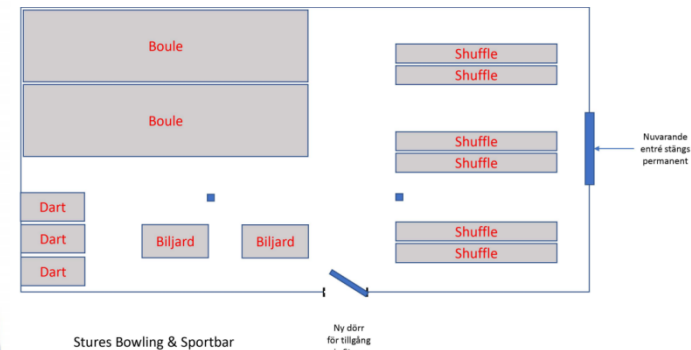 Boule
Shuffle
Shuffle
Boule
Shuffle
Shuffle
Nuvarande
entré stängs
permanent
Dart
Dart
Biljard
Biljard
Shuffle
Shuffle
Dart
Stures Bowling & Sportbar
Ny dörr
för tillgång